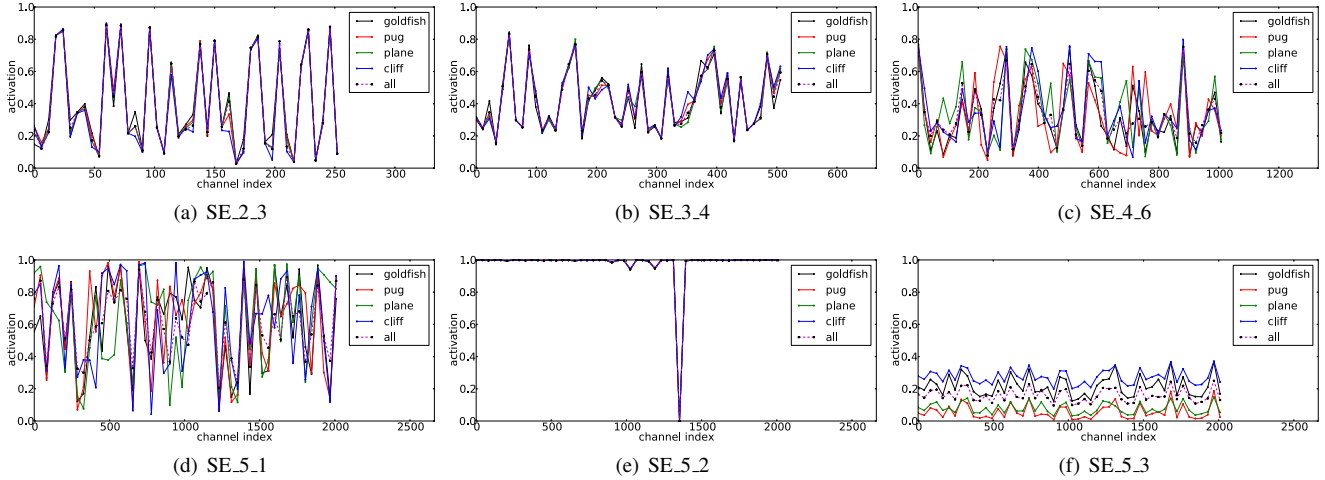 1.0
0.8
0.6
0.4
0.2
0.0
activation
0 50 100 150 200 250 300
channel index
goldfish
pug
plane
cliff
all
(a) SE_2_3
1.0
0.8
0.6
0.4
0.2
0.0
activation
0 100 200 300 400 500 600
channel index
goldfish
pug
plane
cliff
all
(b) SE_3_4
1.0
0.8
0.6
0.4
0.2
0.0
activation
0 200 400 600 800 1000 1200
channel index
goldfish
pug
plane
cliff
all
(c) SE_4_6
1.0
0.8
0.6
0.4
0.2
0.0
activation
0 500 1000 1500 2000 2500
channel index
goldfish
pug
plane
cliff
all
(d) SE_5_1
1.0
0.8
0.6
0.4
0.2
0.0
activation
0 500 1000 1500 2000 2500
channel index
goldfish
pug
plane
cliff
all
(e) SE_5_2
1.0
0.8
0.6
0.4
0.2
0.0
activation
0 500 1000 1500 2000 2500
channel index
goldfish
pug
plane
cliff
all
(f) SE_5_3